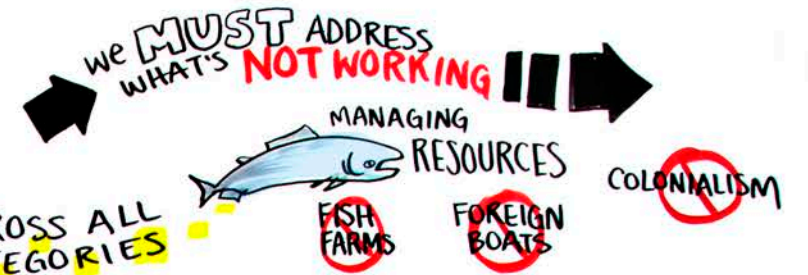 we MUST ADDRESS
WHAT'S NOT WORKING
MANAGING
RESOURCES
COLONIALISM
FISH
FARMS
FOREIGN
BOATS
ALL